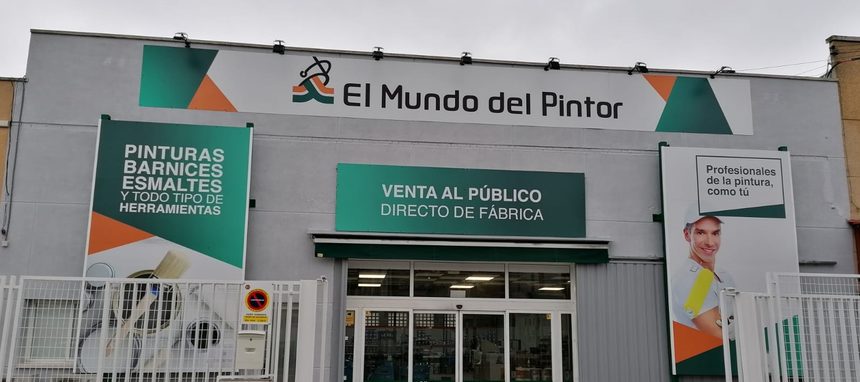 El Mundo del Pintor
PINTURAS
BARNICES
ESMALTES
Y TODO TIPO DE
HERRAMIENTAS
VENTA AL PÚBLICO
DIRECTO DE FÁBRICA
Profesionales
de la pintura,
como tú